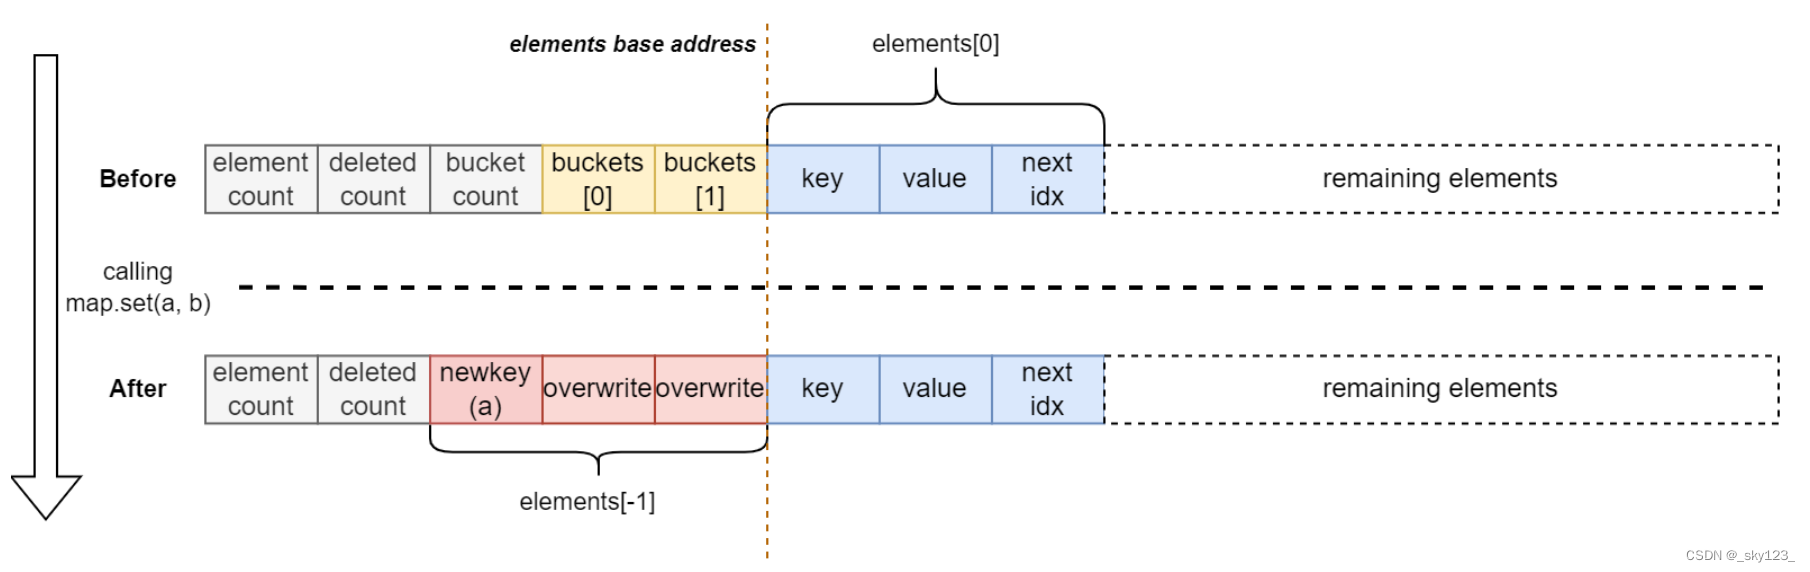 elements base address
elements[0]
Before
element
count
deleted
count
bucket
count
buckets
[0]
buckets
[1]
key
value
next
idx
remaining elements
calling
map.set(a, b)
After
element
count
deleted
count
newkey
(a)
overwrite
overwrite
key
value
next
idx
remaining elements
elements[-1]
CSDN @_sky123_